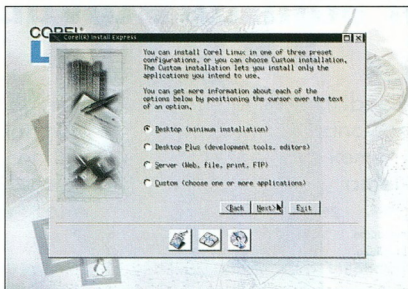 COREL
Corel(R) Install Express
You can install Corel Linux in one of three preset
configurations, or you can choose Custom installation.
The Custom installation lets you install only the
applications you intend to use.
You can get more information about each of the
options below by positioning the cursor over the text
of an option.
Desktop (minimum installation)
Desktop Plus (development tools, editors)
Server (Web, file, print, FTP)
Custom (choose one or more applications)
<Back
Next>
Exit